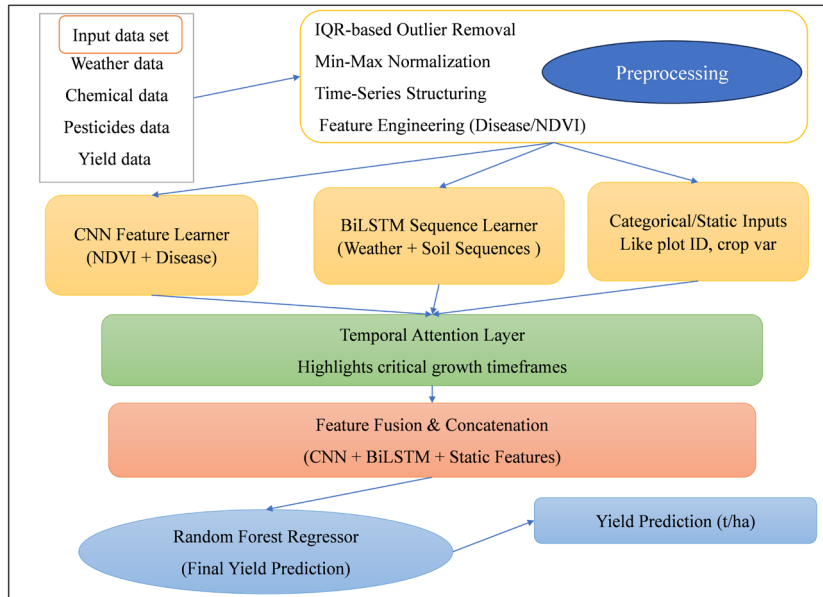 Input data set
Weather data
Chemical data
Pesticides data
Yield data
IQR-based Outlier Removal
Min-Max Normalization
Time-Series Structuring
Feature Engineering (Disease/NDVI)
Preprocessing
CNN Feature Learner
(NDVI + Disease)
BiLSTM Sequence Learner
(Weather + Soil Sequences )
Categorical/Static Inputs
Like plot ID, crop var
Temporal Attention Layer
Highlights critical growth timeframes
Feature Fusion & Concatenation
(CNN + BiLSTM + Static Features)
Random Forest Regressor
(Final Yield Prediction)
Yield Prediction (t/ha)